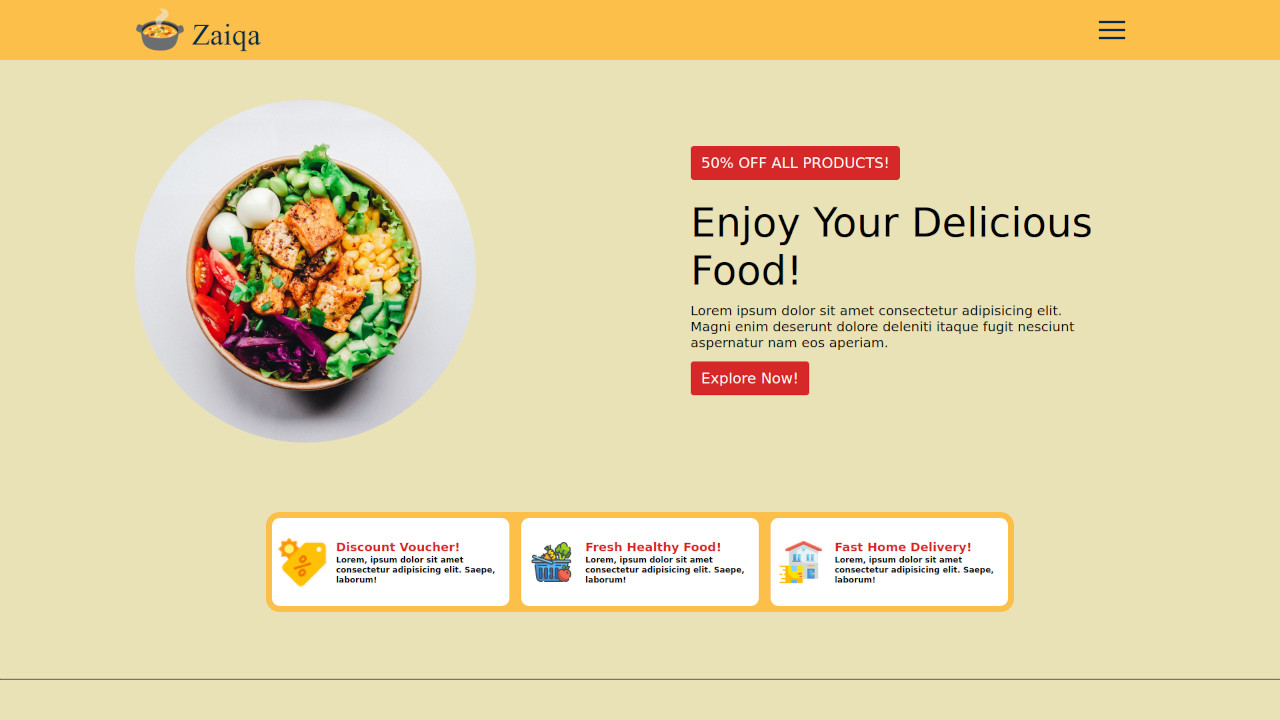 Zaiqa
50% OFF ALL PRODUCTS!
Enjoy Your Delicious
Food!
Lorem ipsum dolor sit amet consectetur adipisicing elit.
Magni enim deserunt dolore deleniti itaque fugit nesciunt
aspernatur nam eos aperiam.
Explore Now!
Discount Voucher!
Lorem, ipsum dolor sit amet
consectetur adipisicing elit. Saepe,
laborum!
Fresh Healthy Food!
Lorem, ipsum dolor sit amet
consectetur adipisicing elit. Saepe,
laborum!
Fast Home Delivery!
Lorem, ipsum dolor sit amet
consectetur adipisicing elit. Saepe,
laborum!